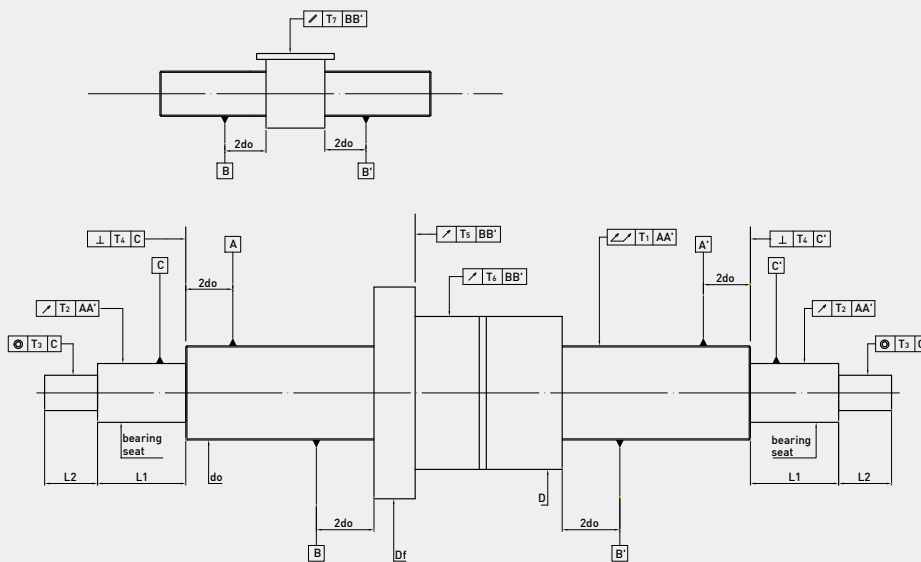 T7 BB'
2do 2do
B B'
T4 C
A
T5 BB'
T1 AA'
A'
T4 C'
C
T6 BB'
C'
2do 2do
T2 AA'
T2 AA'
T3 C
T3 C
bearing
seat
bearing
seat
L2 L1 do
D
L1 L2
2do 2do
B Df B'